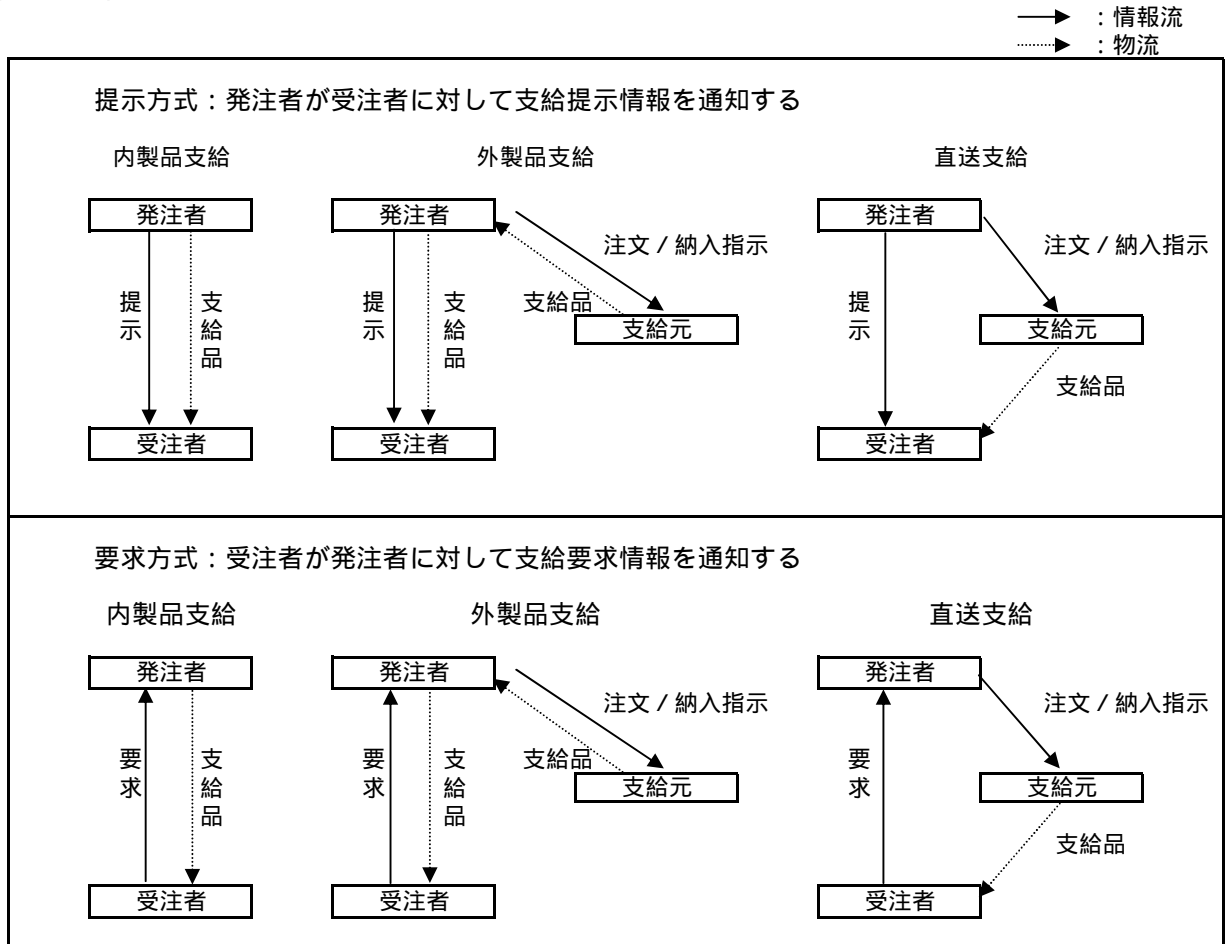 ：情報流
：物流
提示方式：発注者が受注者に対して支給提示情報を通知する
内製品支給
外製品支給
直送支給
発注者
発注者
発注者
注文 / 納入指示
注文 / 納入指示
提示
支給品
提示
支給品
支給品
提示
支給元
支給元
支給品
受注者
受注者
受注者
要求方式：受注者が発注者に対して支給要求情報を通知する
内製品支給
外製品支給
直送支給
発注者
発注者
発注者
注文 / 納入指示
注文 / 納入指示
要求
支給品
要求
支給品
支給品
要求
支給元
支給元
支給品
受注者
受注者
受注者